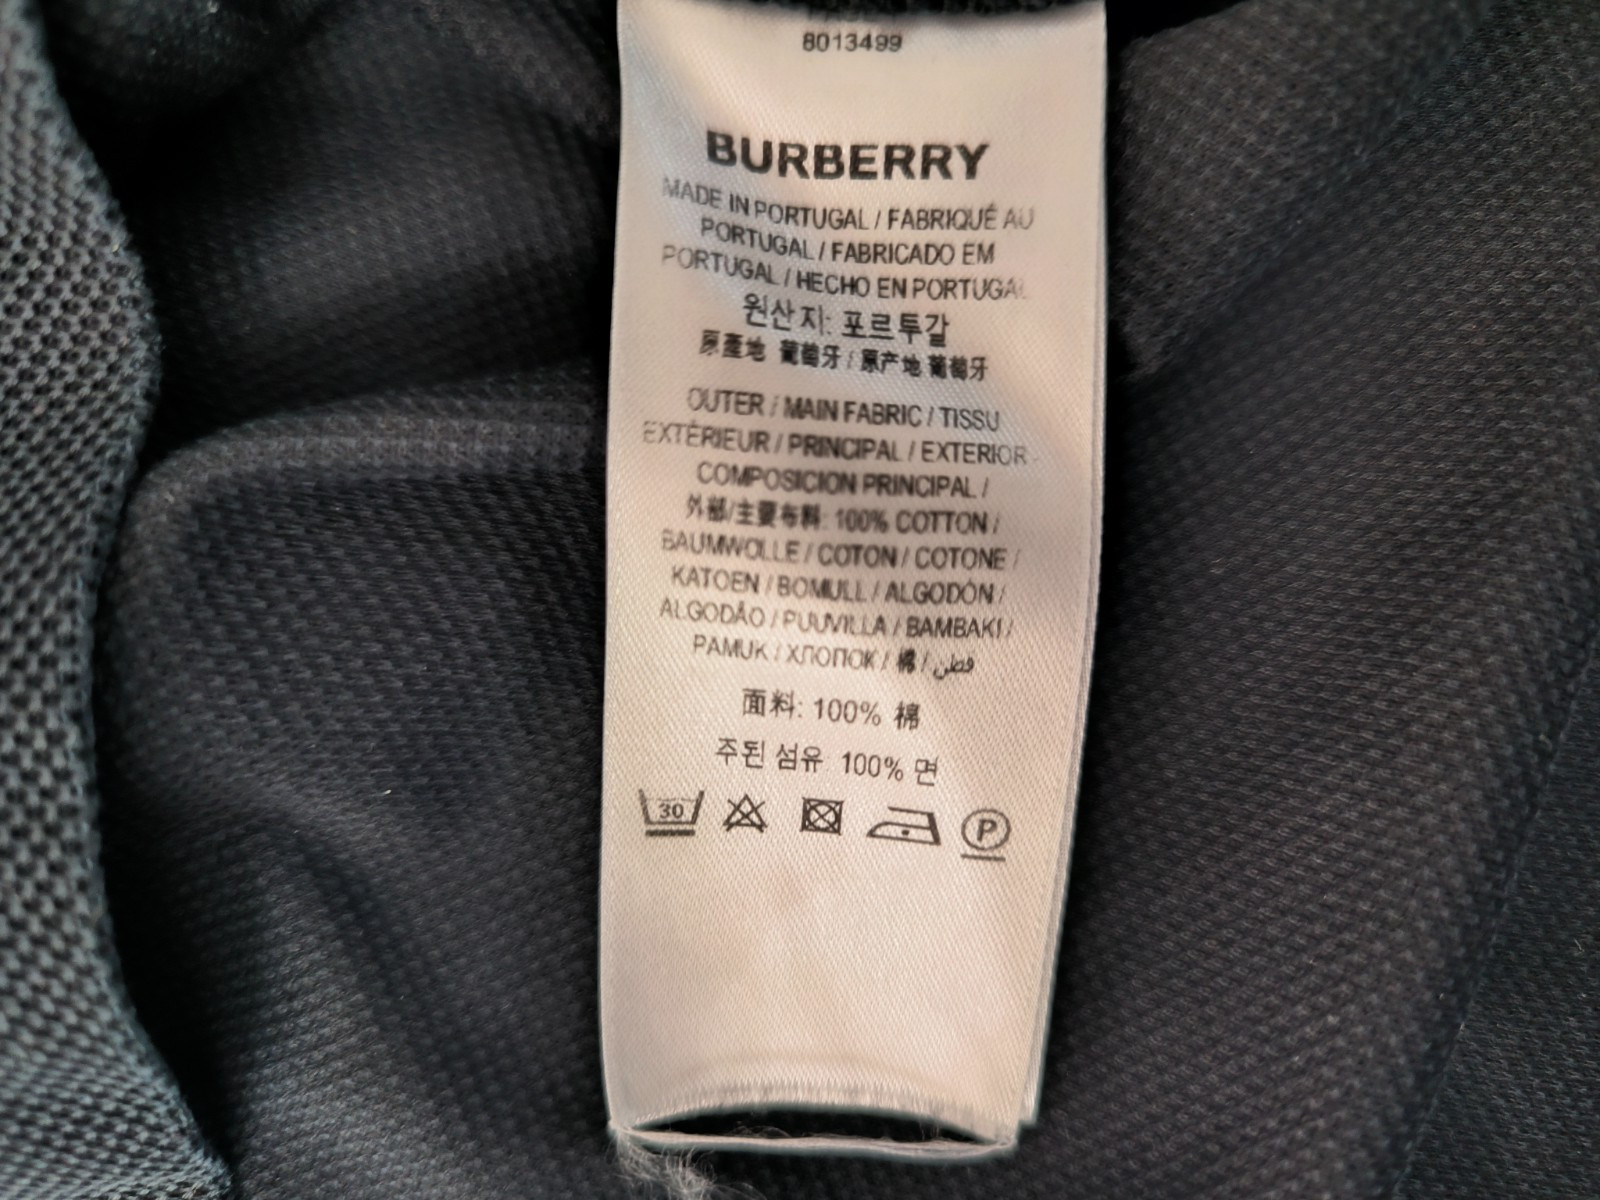 8013499
BURBERRY
MADE IN PORTUGAL / FABRIQUÉ AU
PORTUGAL / FABRICADO EM
PORTUGAL / HECHO EN PORTUGAL
원산지: 포르투갈
原產地 葡萄牙 / 原产地 葡萄牙
OUTER / MAIN FABRIC / TISSU
EXTÉRIEUR / PRINCIPAL / EXTERIOR -
COMPOSICION PRINCIPAL /
外部/主要布料: 100% COTTON /
BAUMWOLLE / COTON / COTONE /
KATOEN / BOMULL / ALGODÓN /
ALGODÃO / PUUVILLA / BAMBAKI /
PAMUK / ХЛОПОК / 棉 / قطن
面料: 100% 棉
주된 섬유 100% 면
30
P